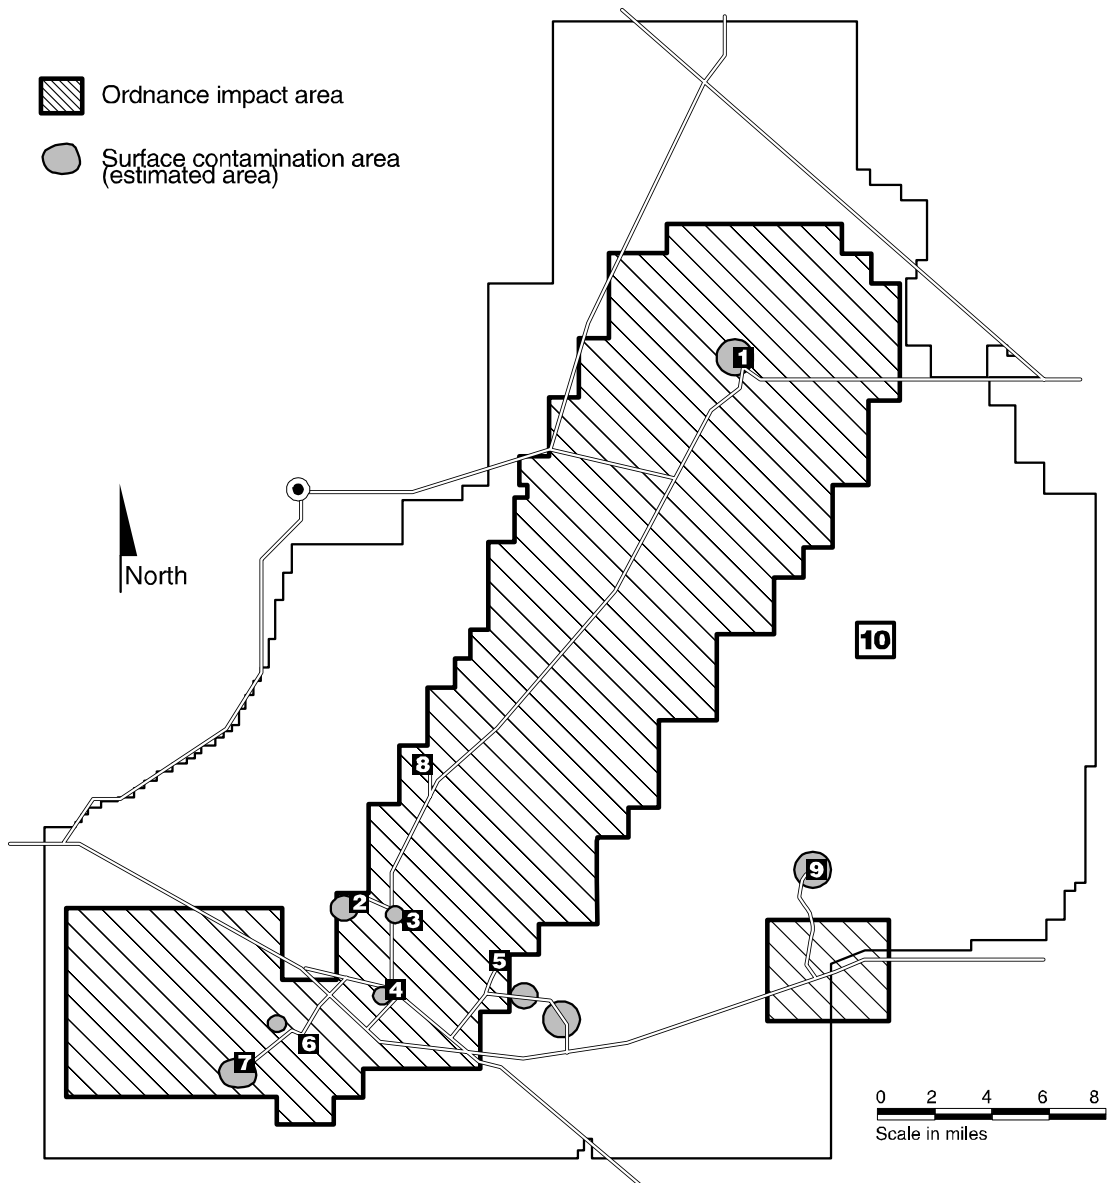 Ordnance impact area
Surface contamination area
(estimated area)
1
North
10
8
9
2
3
5
4
6
7
0 2 4 6 8
Scale in miles